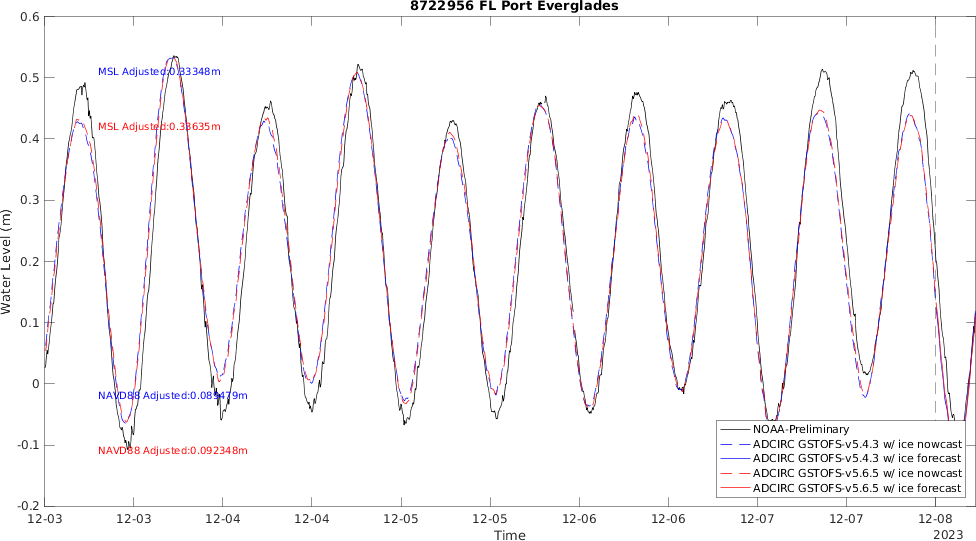 8722956 FL Port Everglades
0.6
0.5
0.4
0.3
0.2
0.1
0
-0.1
-0.2
Water Level (m)
MSL Adjusted:0.33348m
MSL Adjusted:0.33635m
NAVD88 Adjusted:0.089479m
NAVD88 Adjusted:0.092348m
NOAA-Preliminary
ADCIRC GSTOFS-v5.4.3 w/ ice nowcast
ADCIRC GSTOFS-v5.4.3 w/ ice forecast
ADCIRC GSTOFS-v5.6.5 w/ ice nowcast
ADCIRC GSTOFS-v5.6.5 w/ ice forecast
12-03 12-03 12-04 12-04 12-05 12-05 12-06 12-06 12-07 12-07 12-08
Time
2023